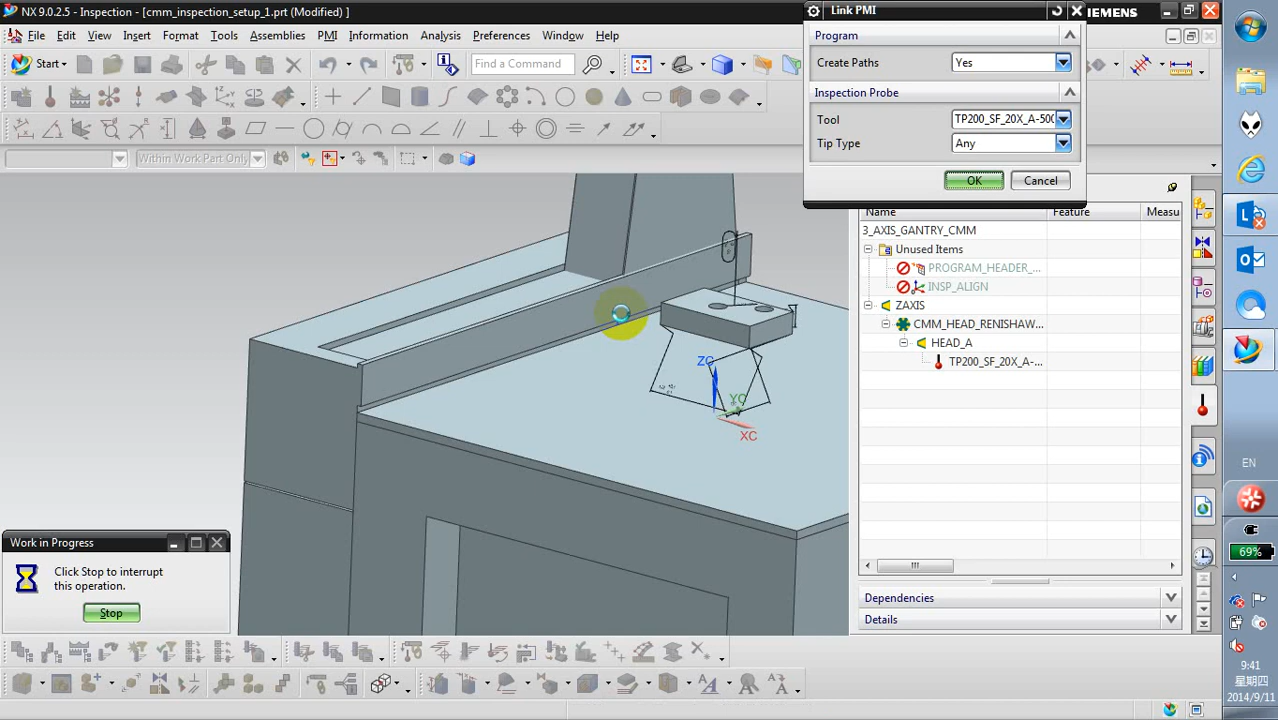 NX 9.0.2.5 - Inspection - [cmm_inspection_setup_1.prt (Modified) ]
SIEMENS
File Edit View Insert Format Tools Assemblies PMI Information Analysis Preferences Window Help
Start
Find a Command
Within Work Part Only
Link PMI
Program
Create Paths Yes
Inspection Probe
Tool TP200_SF_20X_A-500
Tip Type Any
OK Cancel
Name Feature Measu
3_AXIS_GANTRY_CMM
Unused Items
PROGRAM_HEADER_...
INSP_ALIGN
ZAXIS
CMM_HEAD_RENISHAW...
HEAD_A
TP200_SF_20X_A-...
ZC
YC
XC
Work in Progress
Click Stop to interrupt
this operation.
Stop
Dependencies
Details
EN
69%
9:41
星期四
2014/9/11